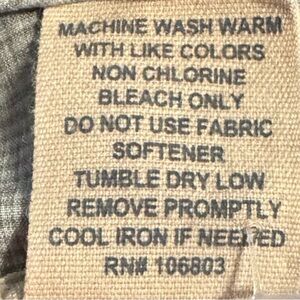 MACHINE WASH WARM
WITH LIKE COLORS
NON CHLORINE
BLEACH ONLY
DO NOT USE FABRIC
SOFTENER
TUMBLE DRY LOW
REMOVE PROMPTLY
COOL IRON IF NEEDED
RN# 106803